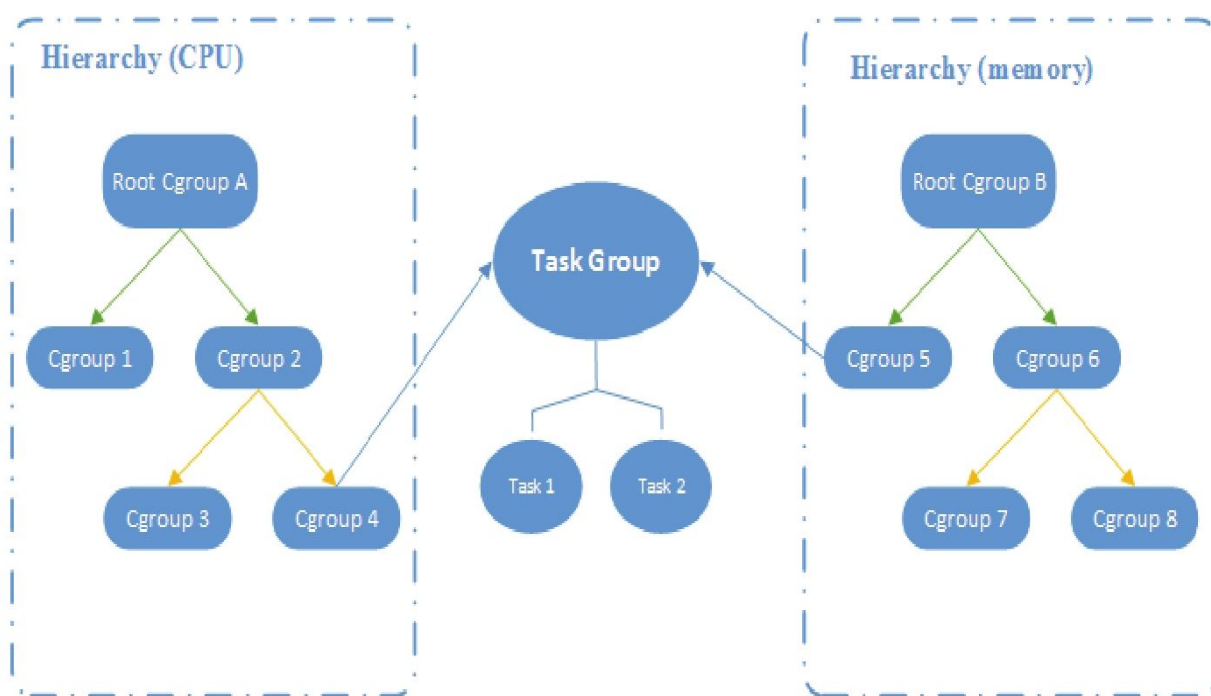 Hierarchy (CPU)
Root Cgroup A
Cgroup 1
Cgroup 2
Cgroup 3
Cgroup 4
Task Group
Task 1
Task 2
Hierarchy (memory)
Root Cgroup B
Cgroup 5
Cgroup 6
Cgroup 7
Cgroup 8